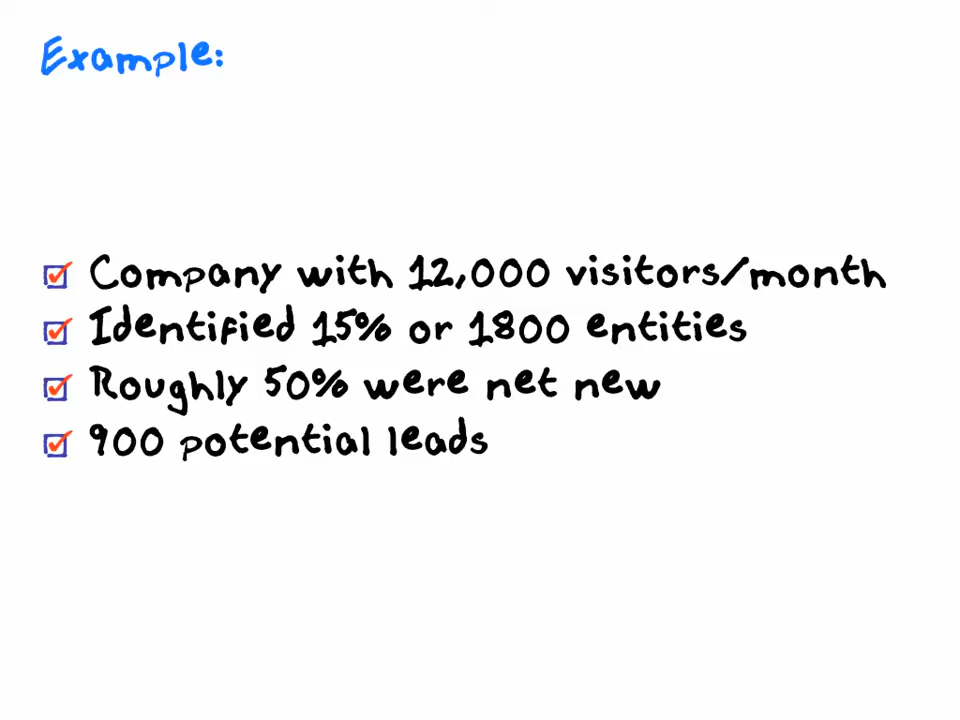 Example:
Company with 12,000 visitors/month
Identified 15% or 1800 entities
Roughly 50% were net new
900 potential leads